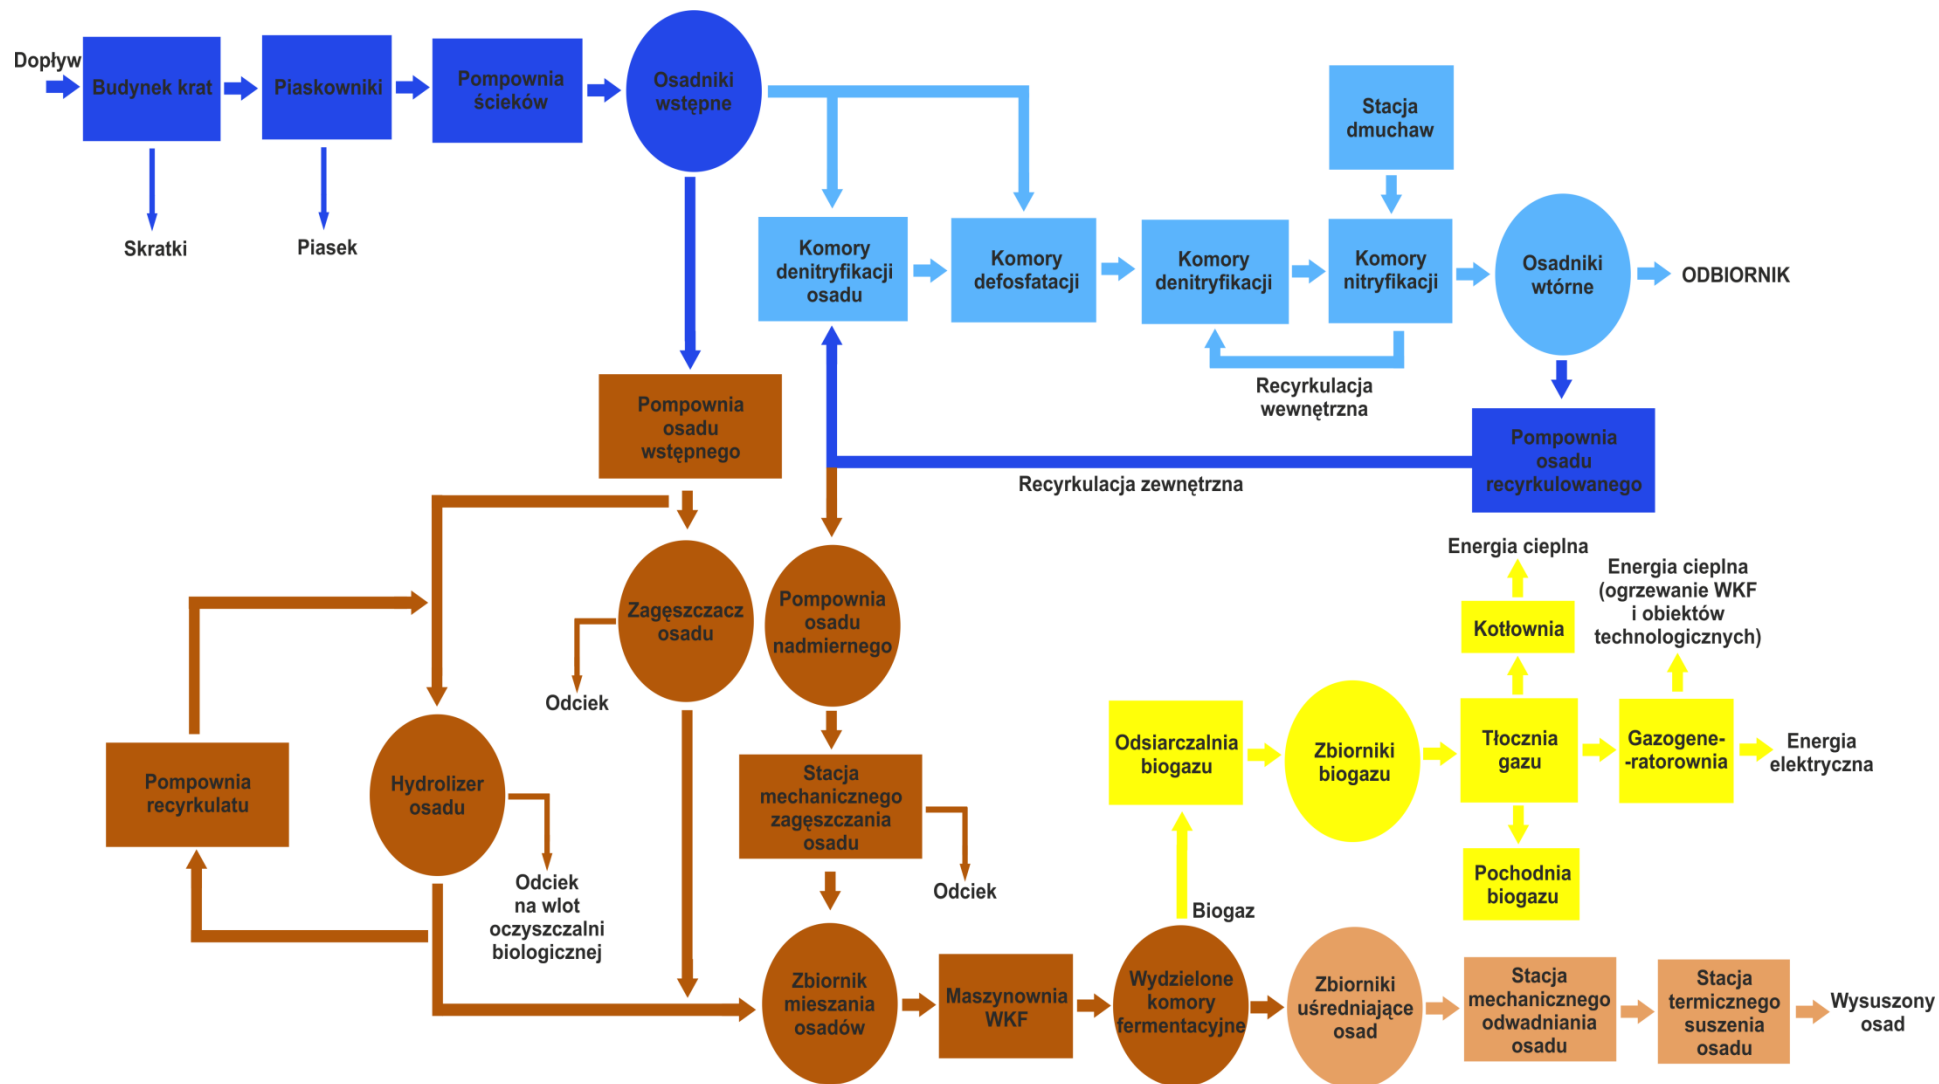 Dopływ
Budynek krat
Piaskowniki
Pompownia
ścieków
Osadniki
wstępne
Stacja
dmuchaw
Skratki
Piasek
Komory
denitryfikacji
osadu
Komory
defosfatacji
Komory
denitryfikacji
Komory
nitryfikacji
Osadniki
wtórne
ODBIORNIK
Recyrkulacja
wewnętrzna
Pompownia
osadu
wstępnego
Pompownia
osadu
recyrkulowanego
Recyrkulacja zewnętrzna
Zagęszczacz
osadu
Pompownia
osadu
nadmiernego
Odciek
Energia cieplna
Energia cieplna
(ogrzewanie WKF
i obiektów
technologicznych)
Kotłownia
Pompownia
recyrkulatu
Hydrolizer
osadu
Stacja
mechanicznego
zagęszczania
osadu
Odsiarczalnia
biogazu
Zbiorniki
biogazu
Tłocznia
gazu
Gazogene-
-ratorownia
Energia
elektryczna
Odciek
na wlot
oczyszczalni
biologicznej
Odciek
Pochodnia
biogazu
Biogaz
Zbiornik
mieszania
osadów
Maszynownia
WKF
Wydzielone
komory
fermentacyjne
Zbiorniki
uśredniające
osad
Stacja
mechanicznego
odwadniania
osadu
Stacja
termicznego
suszenia
osadu
Wysuszony
osad